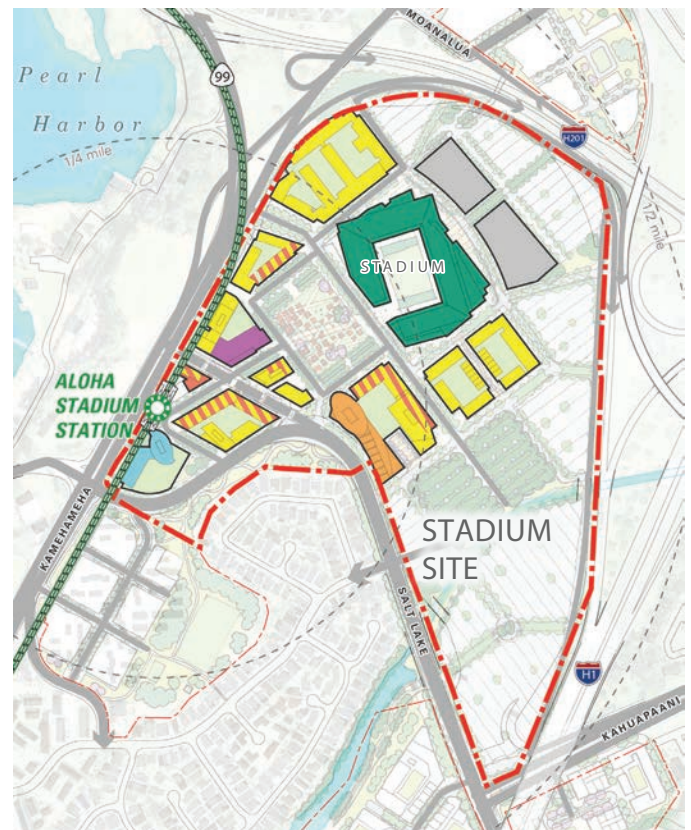 MOANALUA
Pearl
Harbor
99
1/4 mile
H201
1/2 mile
STADIUM
ALOHA
STADIUM
STATION
KAMEHAMEHA
STADIUM
SITE
SALT LAKE
H1
KAHUAPAANI